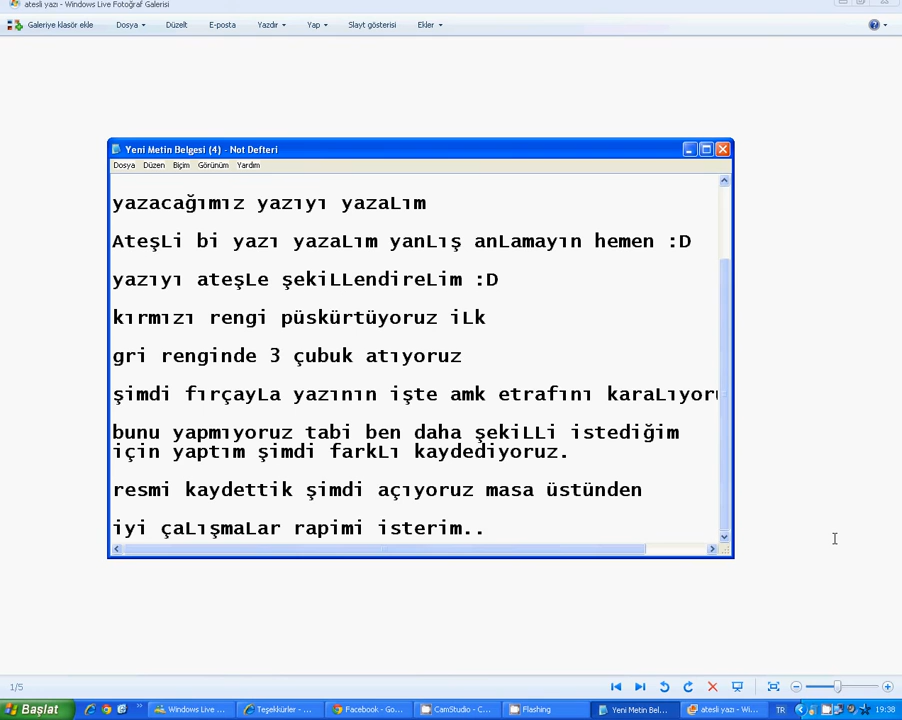 atesli yazı - Windows Live Fotoğraf Galerisi
Galeriye klasör ekle Dosya Düzelt E-posta Yazdır Yap Slayt gösterisi Ekler
Yeni Metin Belgesi (4) - Not Defteri
Dosya Düzen Biçim Görünüm Yardım
yazacağımız yazıyı yazaLım
AteşLi bi yazı yazaLım yanLış anLamayın hemen :D
yazıyı ateşLe şekiLLendireLim :D
kırmızı rengi püskürtüyoruz iLk
gri renginde 3 çubuk atıyoruz
şimdi fırçayLa yazının işte amk etrafını karaLıyoru
bunu yapmıyoruz tabi ben daha şekiLLi istediğim
için yaptım şimdi farkLı kaydediyoruz.
resmi kaydettik şimdi açıyoruz masa üstünden
iyi çaLışmaLar rapimi isterim..
1/5
Başlat Windows Live ... Teşekkürler - ... Facebook - Go... CamStudio - C... Flashing Yeni Metin Bel... atesli yazı - Wi... TR 19:38